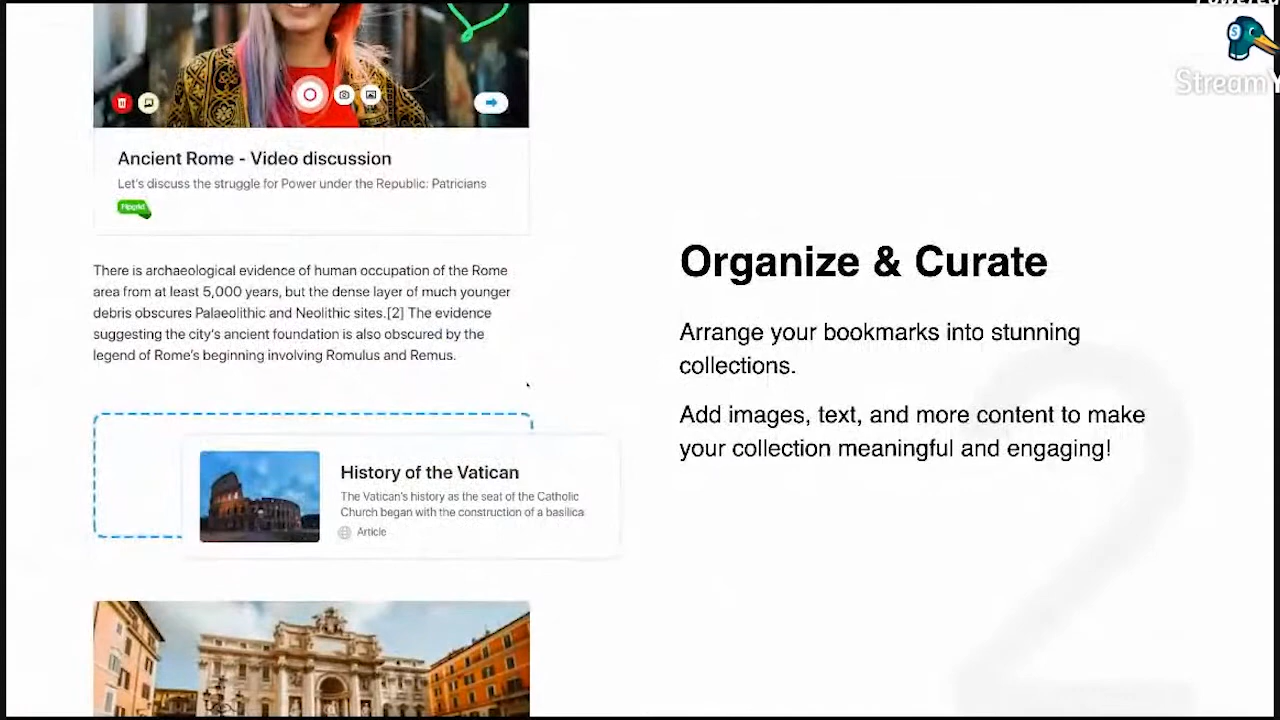 POWERED
StreamY
Ancient Rome - Video discussion
Let's discuss the struggle for Power under the Republic: Patricians
Flipgrid
There is archaeological evidence of human occupation of the Rome
area from at least 5,000 years, but the dense layer of much younger
debris obscures Palaeolithic and Neolithic sites.[2] The evidence
suggesting the city's ancient foundation is also obscured by the
legend of Rome's beginning involving Romulus and Remus.
History of the Vatican
The Vatican's history as the seat of the Catholic
Church began with the construction of a basilica
Article
Organize & Curate
Arrange your bookmarks into stunning
collections.
Add images, text, and more content to make
your collection meaningful and engaging!
2